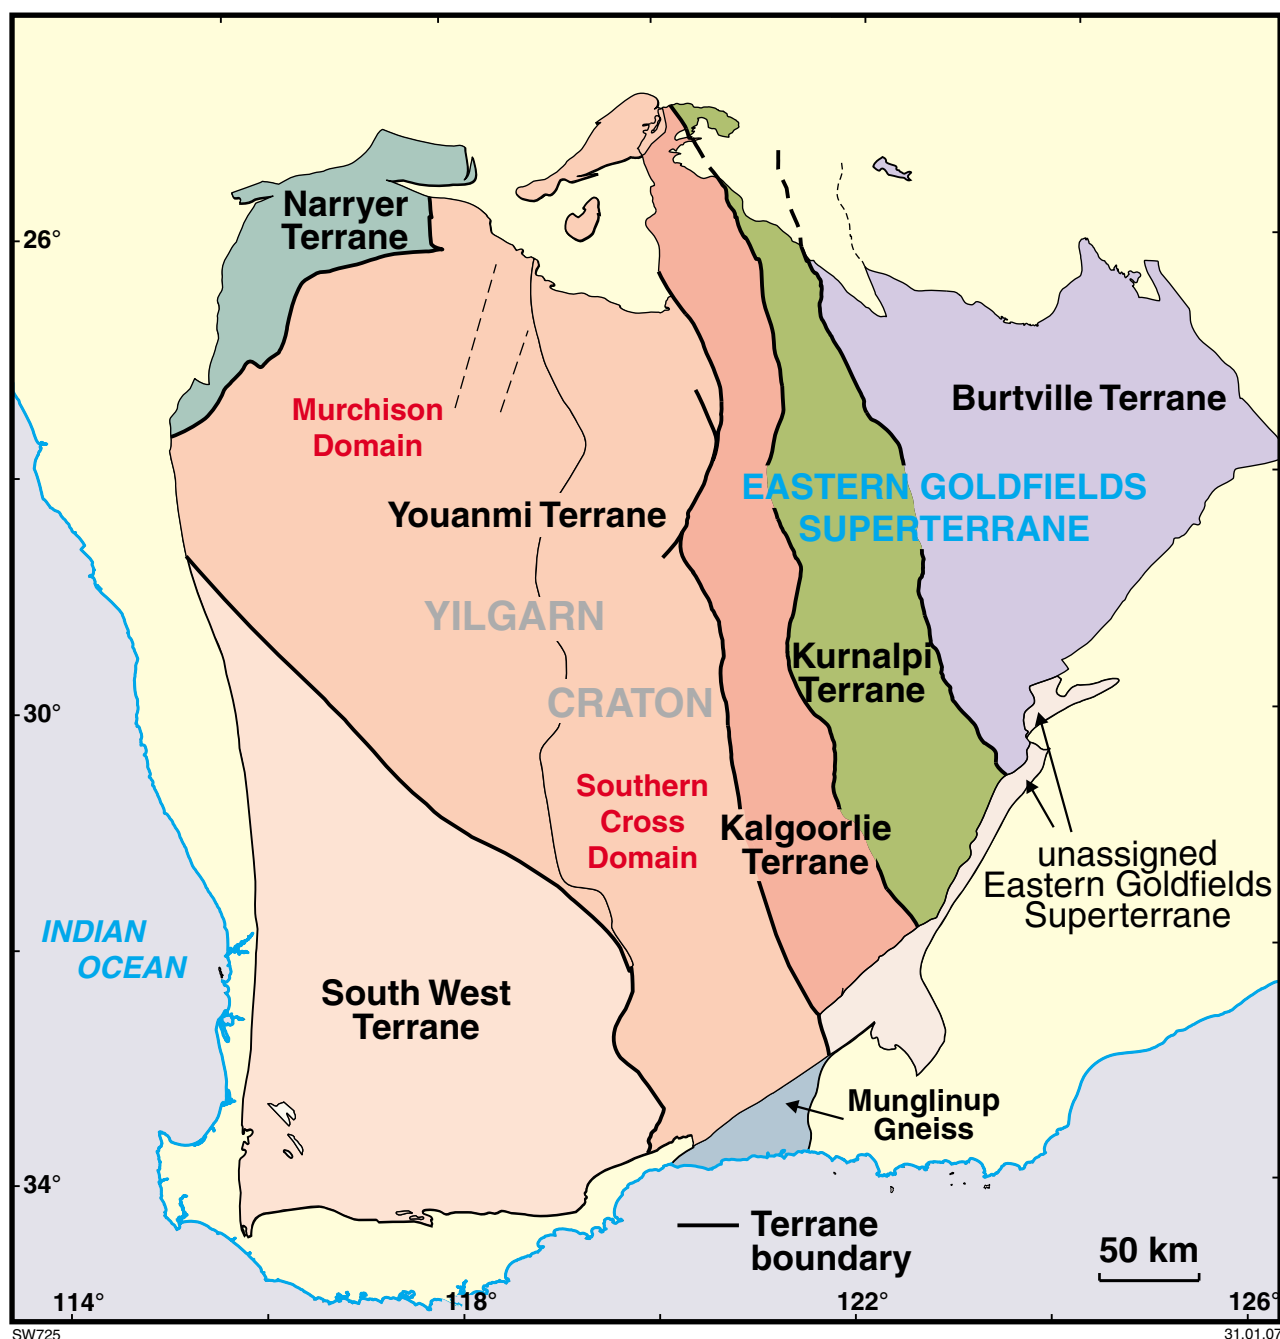 Narryer
Terrane
26°
Murchison
Domain
Burtville Terrane
EASTERN GOLDFIELDS
SUPERTERRANE
Youanmi Terrane
YILGARN
Kurnalpi
Terrane
CRATON
30°
Southern
Cross
Domain
Kalgoorlie
Terrane
unassigned
Eastern Goldfields
Superterrane
INDIAN
OCEAN
South West
Terrane
Munglinup
Gneiss
34°
Terrane
boundary
50 km
114°
118°
122°
126°
SW725
31.01.07